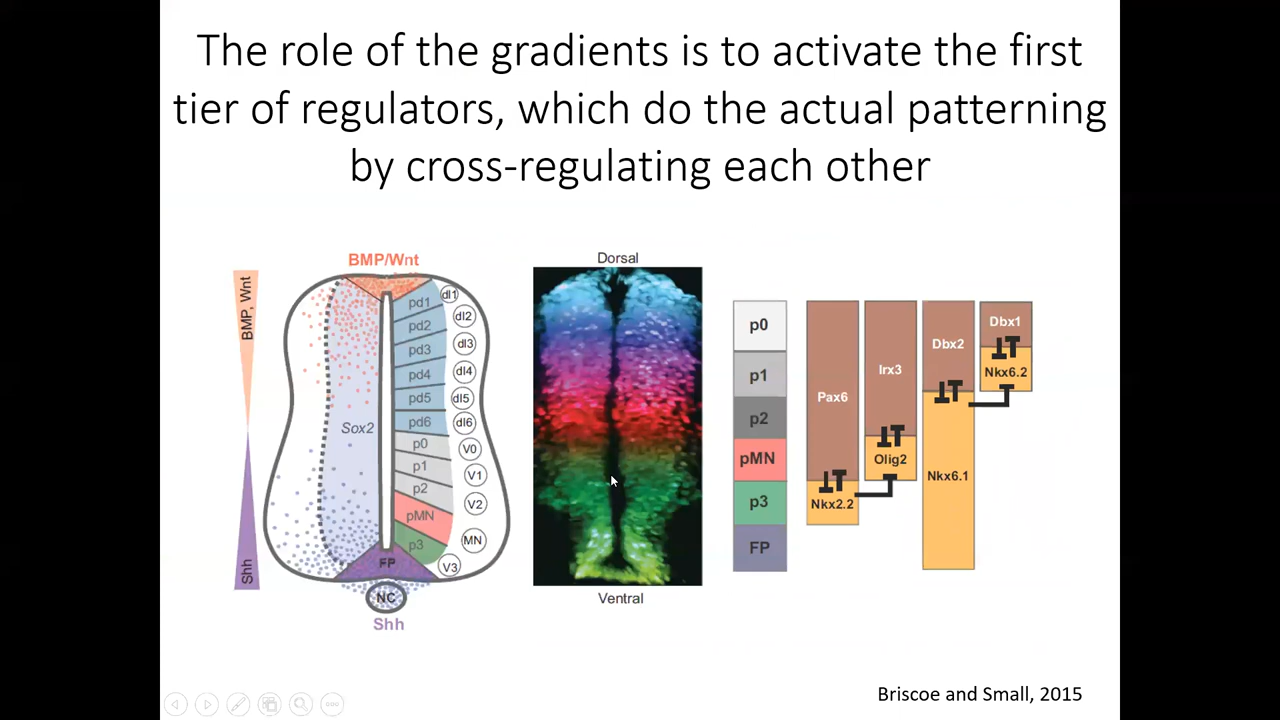 The role of the gradients is to activate the first
tier of regulators, which do the actual patterning
by cross-regulating each other
BMP, Wnt
Shh
BMP/Wnt
Sox2
pd1
pd2
pd3
pd4
pd5
pd6
p0
p1
p2
pMN
p3
FP
NC
Shh
dI1
dI2
dI3
dI4
dI5
dI6
V0
V1
V2
MN
V3
Dorsal
Ventral
p0
p1
p2
pMN
p3
FP
Pax6
Nkx2.2
Irx3
Olig2
Dbx2
Nkx6.1
Dbx1
Nkx6.2
Briscoe and Small, 2015